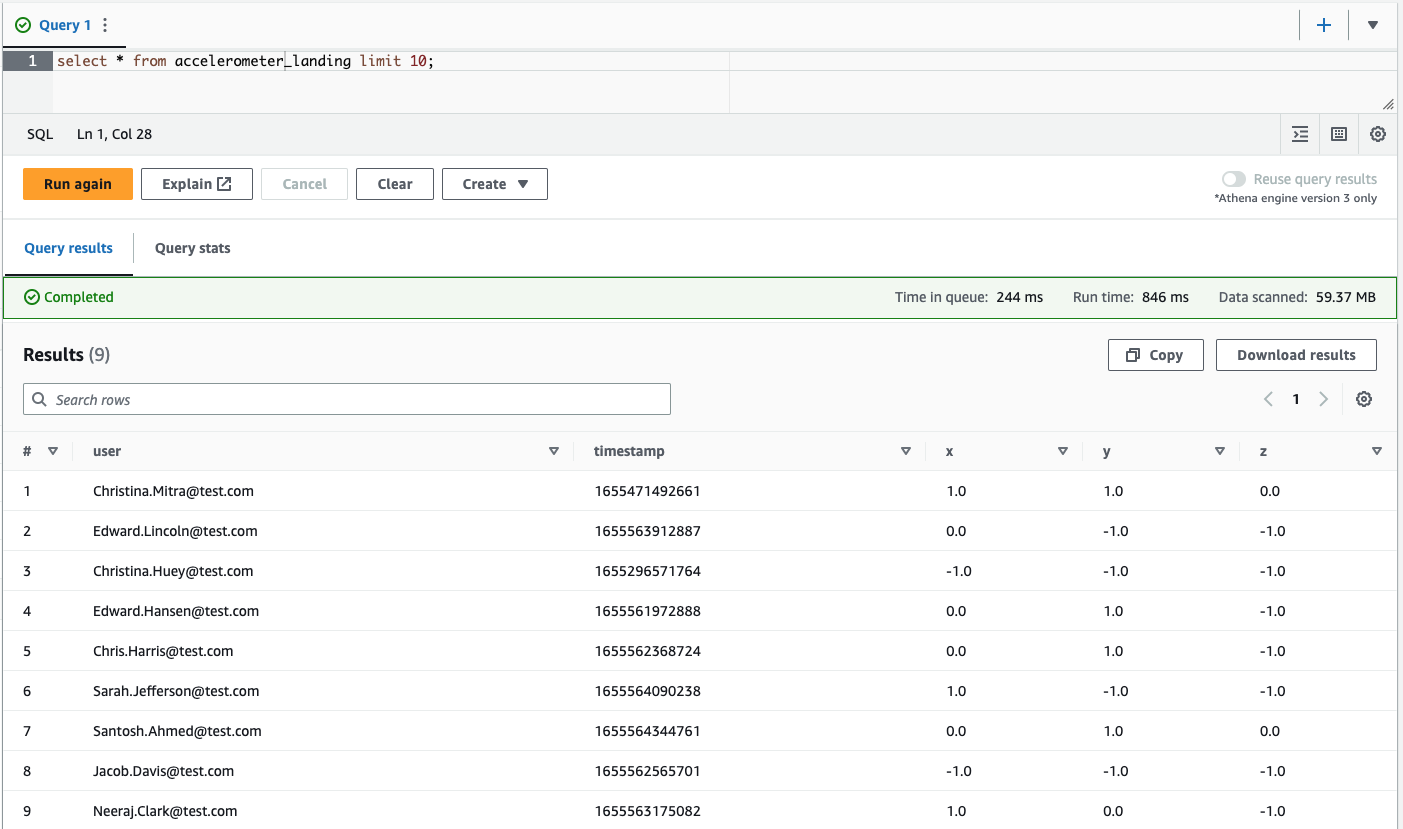 Query 1
1 select * from accelerometer_landing limit 10;
SQL Ln 1, Col 28
Run again Explain Cancel Clear Create Reuse query results
*Athena engine version 3 only
Query results Query stats
Completed Time in queue: 244 ms Run time: 846 ms Data scanned: 59.37 MB
Results (9) Copy Download results
Search rows 1
# user timestamp x y z
1 Christina.Mitra@test.com 1655471492661 1.0 1.0 0.0
2 Edward.Lincoln@test.com 1655563912887 0.0 -1.0 -1.0
3 Christina.Huey@test.com 1655296571764 -1.0 -1.0 -1.0
4 Edward.Hansen@test.com 1655561972888 0.0 1.0 -1.0
5 Chris.Harris@test.com 1655562368724 0.0 1.0 -1.0
6 Sarah.Jefferson@test.com 1655564090238 1.0 -1.0 -1.0
7 Santosh.Ahmed@test.com 1655564344761 0.0 1.0 0.0
8 Jacob.Davis@test.com 1655562565701 -1.0 -1.0 -1.0
9 Neeraj.Clark@test.com 1655563175082 1.0 0.0 -1.0